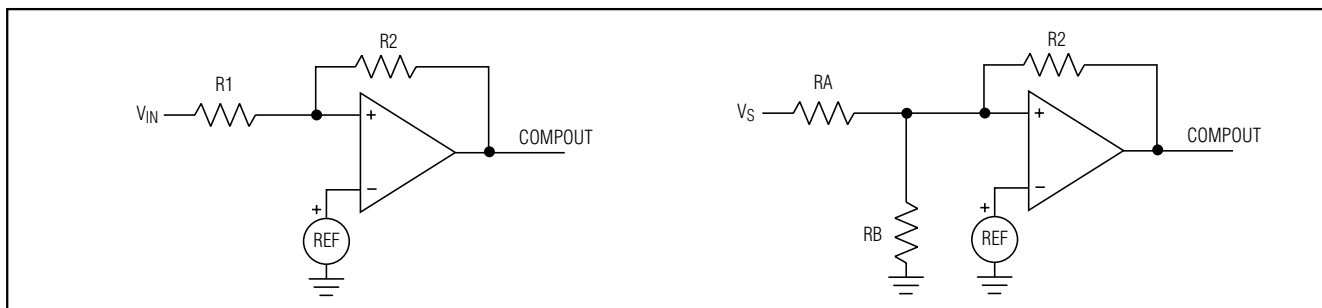 R2
R1
V_IN
+
−
COMPOUT
+
REF
R2
RA
V_S
+
−
COMPOUT
RB
+
REF